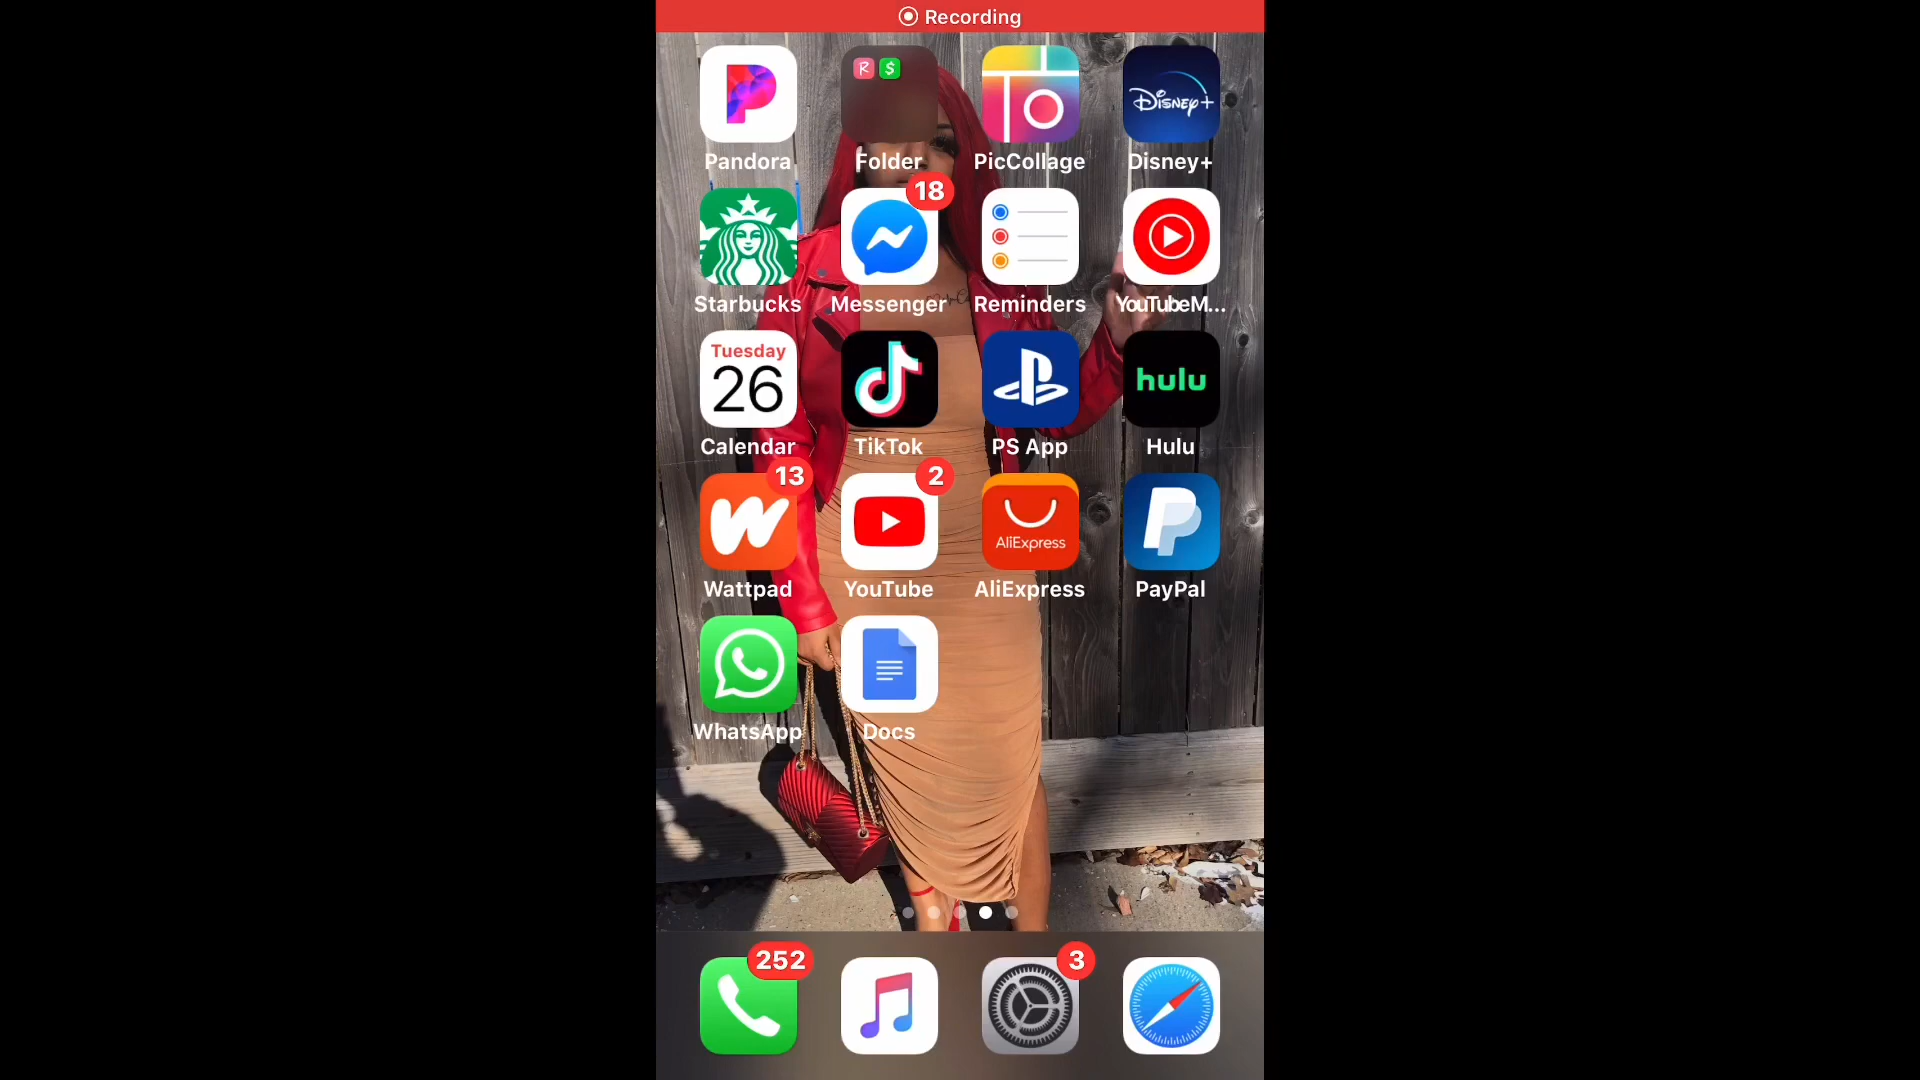 Recording
R $
Disney+
Pandora Folder PicCollage Disney+
18
Starbucks Messenger Reminders YouTubeM...
Tuesday
26
hulu
Calendar TikTok PS App Hulu
13 2
AliExpress
Wattpad YouTube AliExpress PayPal
WhatsApp Docs
252 3